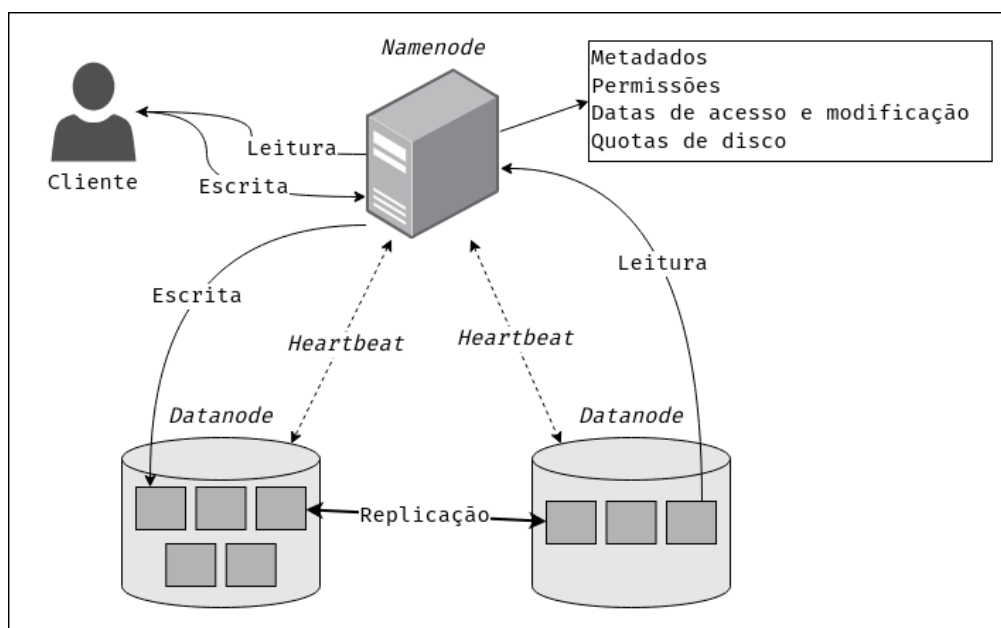 Namenode
Metadados
Permissões
Datas de acesso e modificação
Quotas de disco
Leitura
Cliente
Escrita
Leitura
Escrita
Heartbeat
Heartbeat
Datanode
Datanode
Replicação